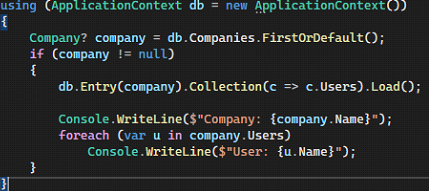 using (ApplicationContext db = new ApplicationContext())
{
    Company? company = db.Companies.FirstOrDefault();
    if (company != null)
    {
        db.Entry(company).Collection(c => c.Users).Load();

        Console.WriteLine($"Company: {company.Name}");
        foreach (var u in company.Users)
            Console.WriteLine($"User: {u.Name}");
    }
}